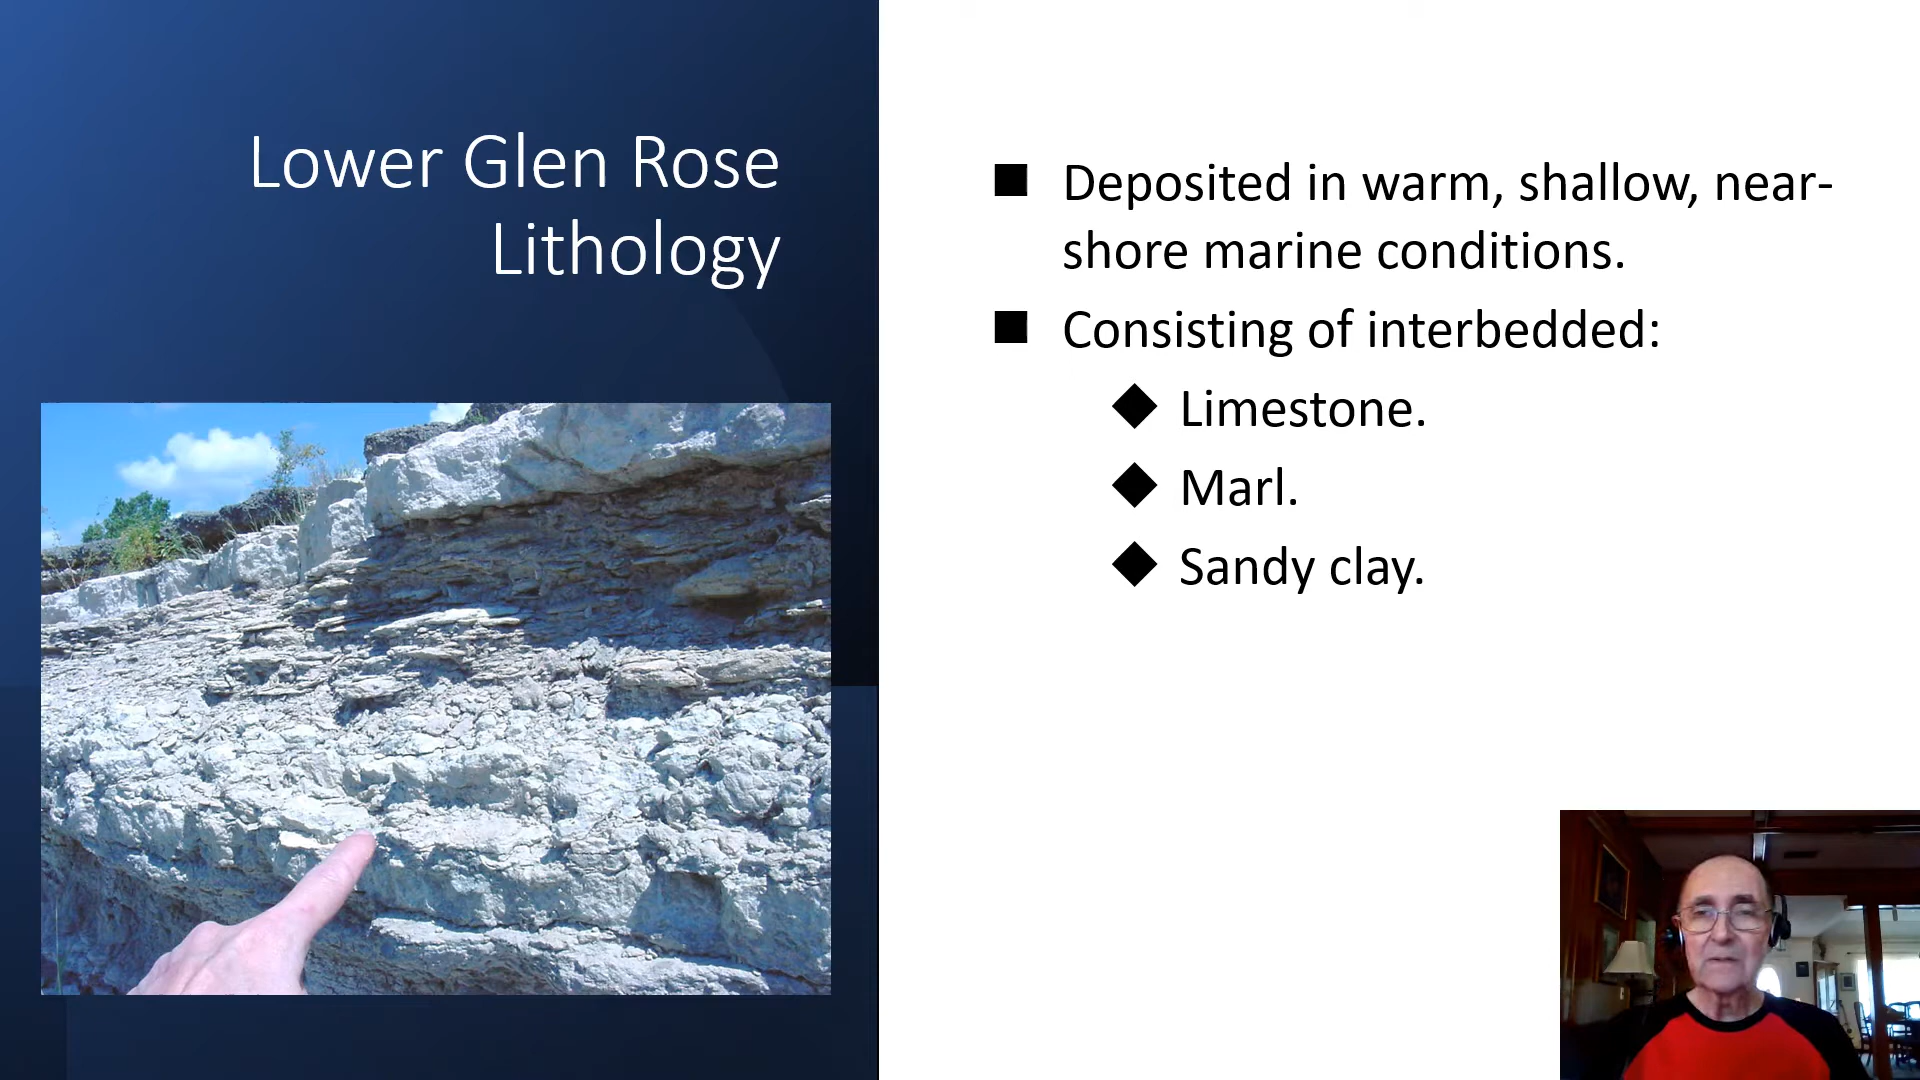 Lower Glen Rose
Lithology
■ Deposited in warm, shallow, near-
shore marine conditions.
■ Consisting of interbedded:
◆ Limestone.
◆ Marl.
◆ Sandy clay.